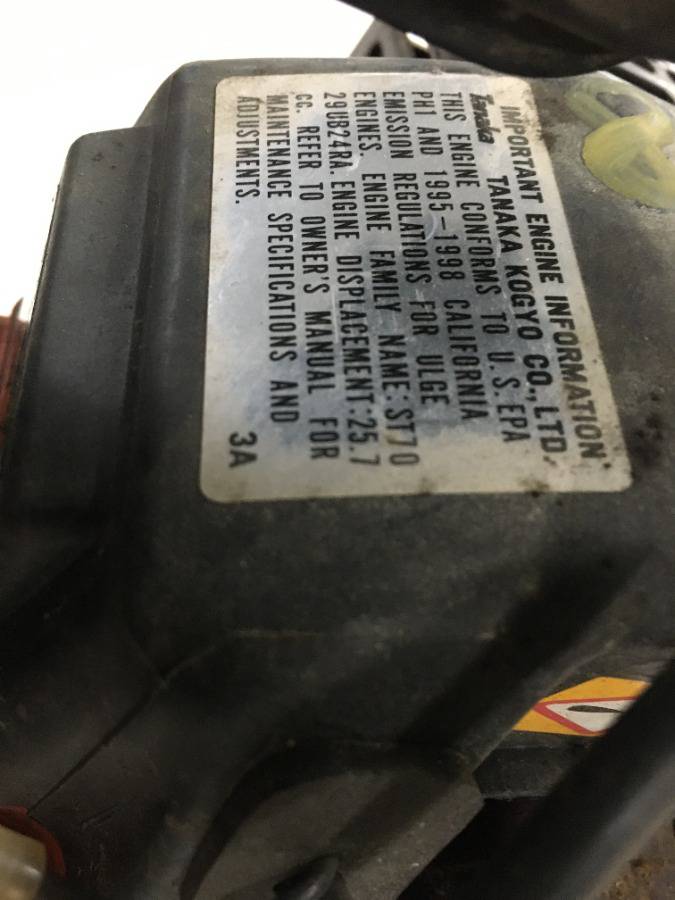 IMPORTANT ENGINE INFORMATION
Tanaka TANAKA KOGYO CO., LTD.
THIS ENGINE CONFORMS TO U.S. EPA
PH1 AND 1995-1998 CALIFORNIA
EMISSION REGULATIONS FOR ULGE
ENGINES. ENGINE FAMILY NAME:ST70
29UB24RA. ENGINE DISPLACEMENT:25.7
CC. REFER TO OWNER'S MANUAL FOR
MAINTENANCE SPECIFICATIONS AND
ADJUSTMENTS. 3A